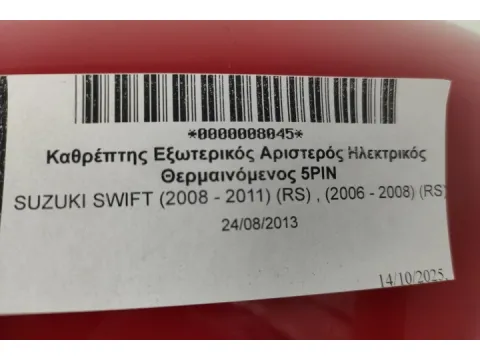 *0000008045*
Καθρέπτης Εξωτερικός Αριστερός Ηλεκτρικός
Θερμαινόμενος 5PIN
SUZUKI SWIFT (2008 - 2011) (RS) , (2006 - 2008) (RS)
24/08/2013
14/10/2025.